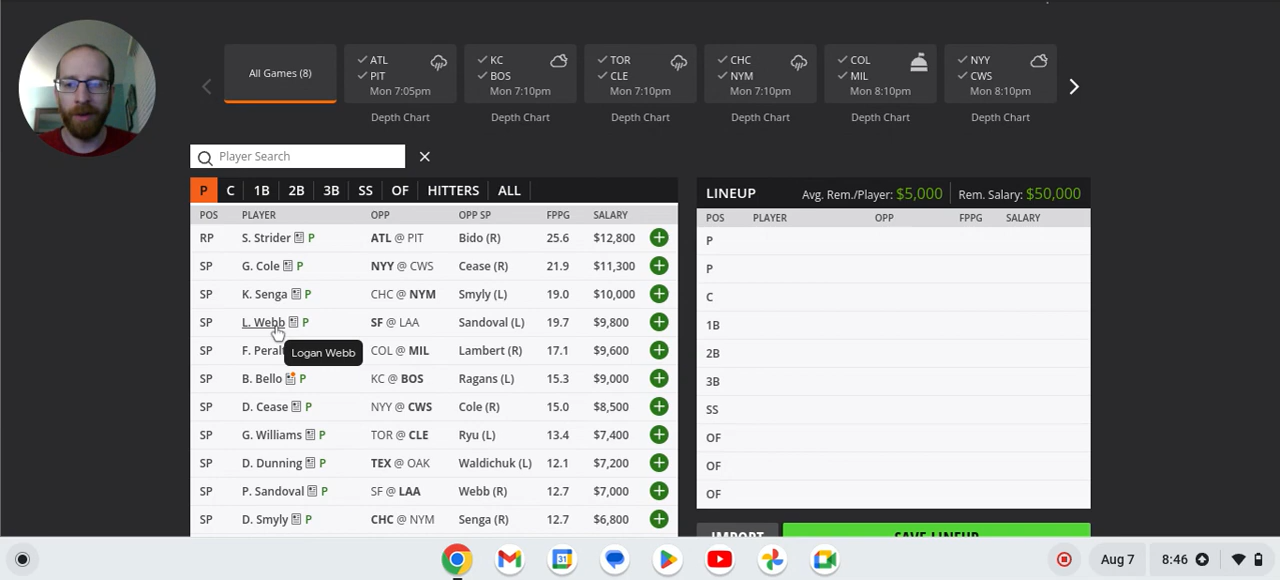 All Games (8)
ATL
PIT
Mon 7:05pm
KC
BOS
Mon 7:10pm
TOR
CLE
Mon 7:10pm
CHC
NYM
Mon 7:10pm
COL
MIL
Mon 8:10pm
NYY
CWS
Mon 8:10pm
Depth Chart
Depth Chart
Depth Chart
Depth Chart
Depth Chart
Depth Chart
Player Search
P C 1B 2B 3B SS OF HITTERS ALL
POS PLAYER OPP OPP SP FPPG SALARY
RP S. Strider P ATL @ PIT Bido (R) 25.6 $12,800
SP G. Cole P NYY @ CWS Cease (R) 21.9 $11,300
SP K. Senga P CHC @ NYM Smyly (L) 19.0 $10,000
SP L. Webb P SF @ LAA Sandoval (L) 19.7 $9,800
Logan Webb
SP F. Peral COL @ MIL Lambert (R) 17.1 $9,600
SP B. Bello P KC @ BOS Ragans (L) 15.3 $9,000
SP D. Cease P NYY @ CWS Cole (R) 15.0 $8,500
SP G. Williams P TOR @ CLE Ryu (L) 13.4 $7,400
SP D. Dunning P TEX @ OAK Waldichuk (L) 12.1 $7,200
SP P. Sandoval P SF @ LAA Webb (R) 12.7 $7,000
SP D. Smyly P CHC @ NYM Senga (R) 12.7 $6,800
LINEUP Avg. Rem./Player: $5,000 Rem. Salary: $50,000
POS PLAYER OPP FPPG SALARY
P
P
C
1B
2B
3B
SS
OF
OF
OF
IMPORT SAVE LINEUP
31
Aug 7 8:46